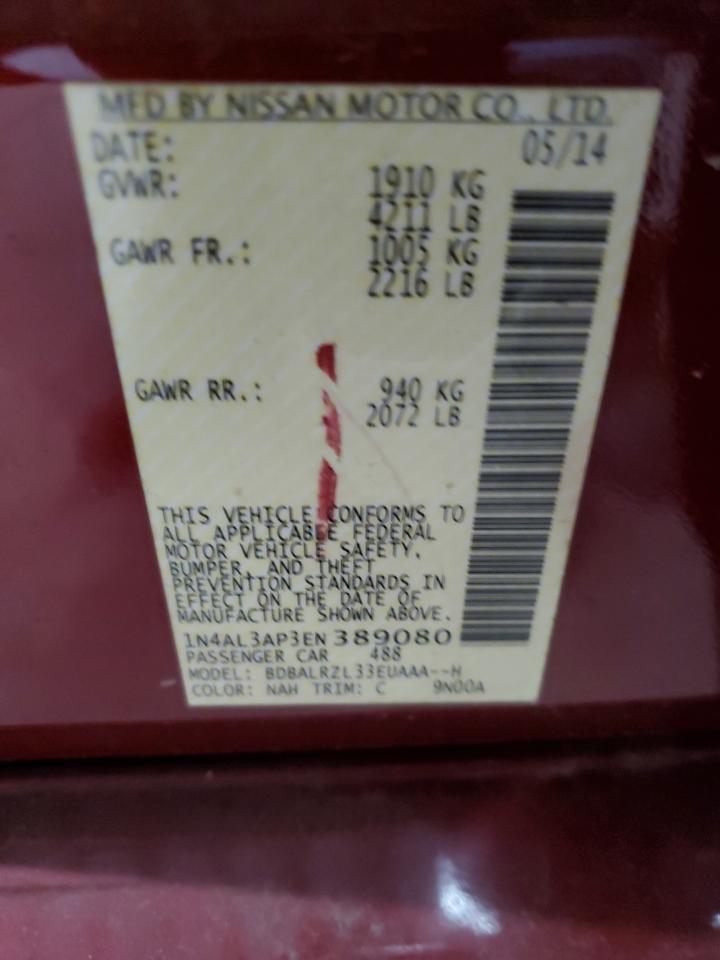 MFD BY NISSAN MOTOR CO., LTD.
DATE: 05/14
GVWR: 1910 KG
4211 LB
GAWR FR.: 1005 KG
2216 LB
GAWR RR.: 940 KG
2072 LB
THIS VEHICLE CONFORMS TO
ALL APPLICABLE FEDERAL
MOTOR VEHICLE SAFETY,
BUMPER, AND THEFT
PREVENTION STANDARDS IN
EFFECT ON THE DATE OF
MANUFACTURE SHOWN ABOVE.
1N4AL3AP3EN 389080
PASSENGER CAR 488
MODEL: BDBALRZL33EUAAA--H
COLOR: NAH TRIM: C 9N00A